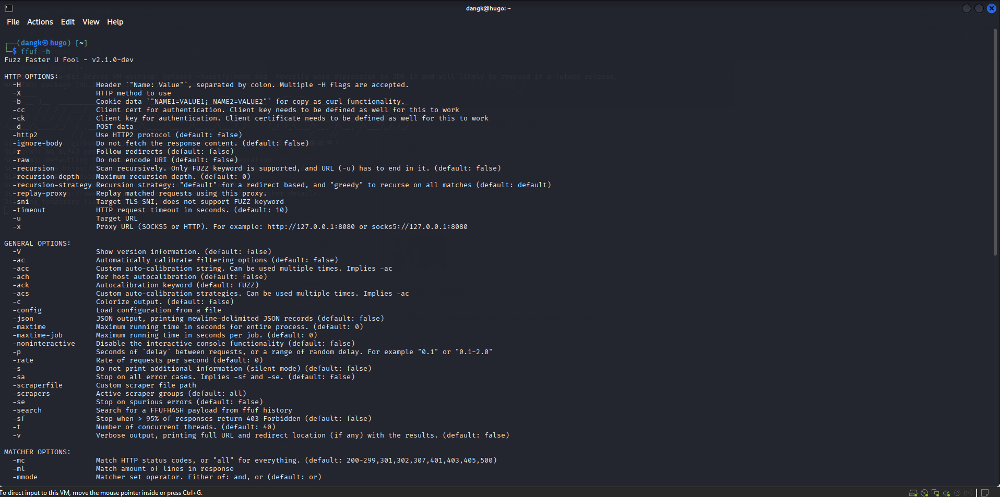 dangk@hugo: ~
File Actions Edit View Help
┌──(dangk㉿hugo)-[~]
└─$ ffuf -h
Fuzz Faster U Fool - v2.1.0-dev
HTTP OPTIONS:
-H Header `"Name: Value"`, separated by colon. Multiple -H flags are accepted.
-X HTTP method to use
-b Cookie data `"NAME1=VALUE1; NAME2=VALUE2"` for copy as curl functionality.
-cc Client cert for authentication. Client key needs to be defined as well for this to work
-ck Client key for authentication. Client certificate needs to be defined as well for this to work
-d POST data
-http2 Use HTTP2 protocol (default: false)
-ignore-body Do not fetch the response content. (default: false)
-r Follow redirects (default: false)
-raw Do not encode URI (default: false)
-recursion Scan recursively. Only FUZZ keyword is supported, and URL (-u) has to end in it. (default: false)
-recursion-depth Maximum recursion depth. (default: 0)
-recursion-strategy Recursion strategy: "default" for a redirect based, and "greedy" to recurse on all matches (default: default)
-replay-proxy Replay matched requests using this proxy.
-sni Target TLS SNI, does not support FUZZ keyword
-timeout HTTP request timeout in seconds. (default: 10)
-u Target URL
-x Proxy URL (SOCKS5 or HTTP). For example: http://127.0.0.1:8080 or socks5://127.0.0.1:8080
GENERAL OPTIONS:
-V Show version information. (default: false)
-ac Automatically calibrate filtering options (default: false)
-acc Custom auto-calibration string. Can be used multiple times. Implies -ac
-ach Per host autocalibration (default: false)
-ack Autocalibration keyword (default: FUZZ)
-acs Custom auto-calibration strategies. Can be used multiple times. Implies -ac
-c Colorize output. (default: false)
-config Load configuration from a file
-json JSON output, printing newline-delimited JSON records (default: false)
-maxtime Maximum running time in seconds for entire process. (default: 0)
-maxtime-job Maximum running time in seconds per job. (default: 0)
-noninteractive Disable the interactive console functionality (default: false)
-p Seconds of `delay` between requests, or a range of random delay. For example "0.1" or "0.1-2.0"
-rate Rate of requests per second (default: 0)
-s Do not print additional information (silent mode) (default: false)
-sa Stop on all error cases. Implies -sf and -se. (default: false)
-scraperfile Custom scraper file path
-scrapers Active scraper groups (default: all)
-se Stop on spurious errors (default: false)
-search Search for a FFUFHASH payload from ffuf history
-sf Stop when > 95% of responses return 403 Forbidden (default: false)
-t Number of concurrent threads. (default: 40)
-v Verbose output, printing full URL and redirect location (if any) with the results. (default: false)
MATCHER OPTIONS:
-mc Match HTTP status codes, or "all" for everything. (default: 200-299,301,302,307,401,403,405,500)
-ml Match amount of lines in response
-mmode Matcher set operator. Either of: and, or (default: or)
To direct input to this VM, move the mouse pointer inside or press Ctrl+G.